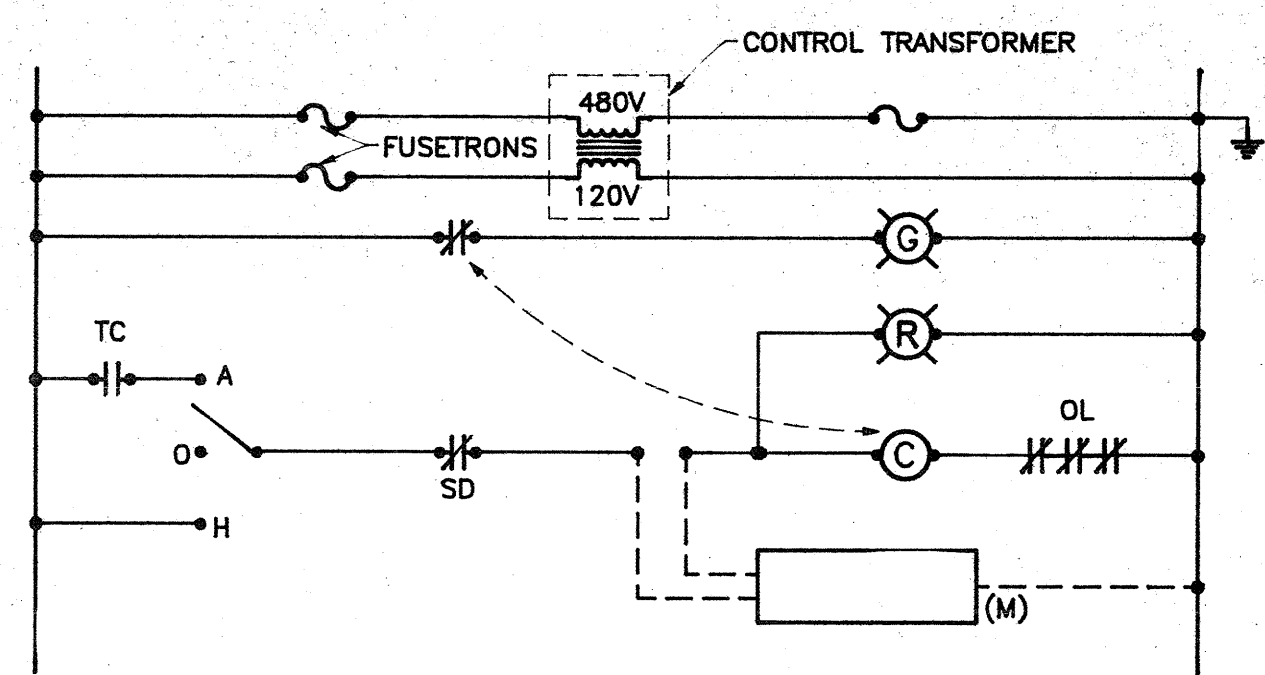 CONTROL TRANSFORMER
480V
FUSETRONS
120V
G
TC
R
A
OL
O
C
SD
H
(M)